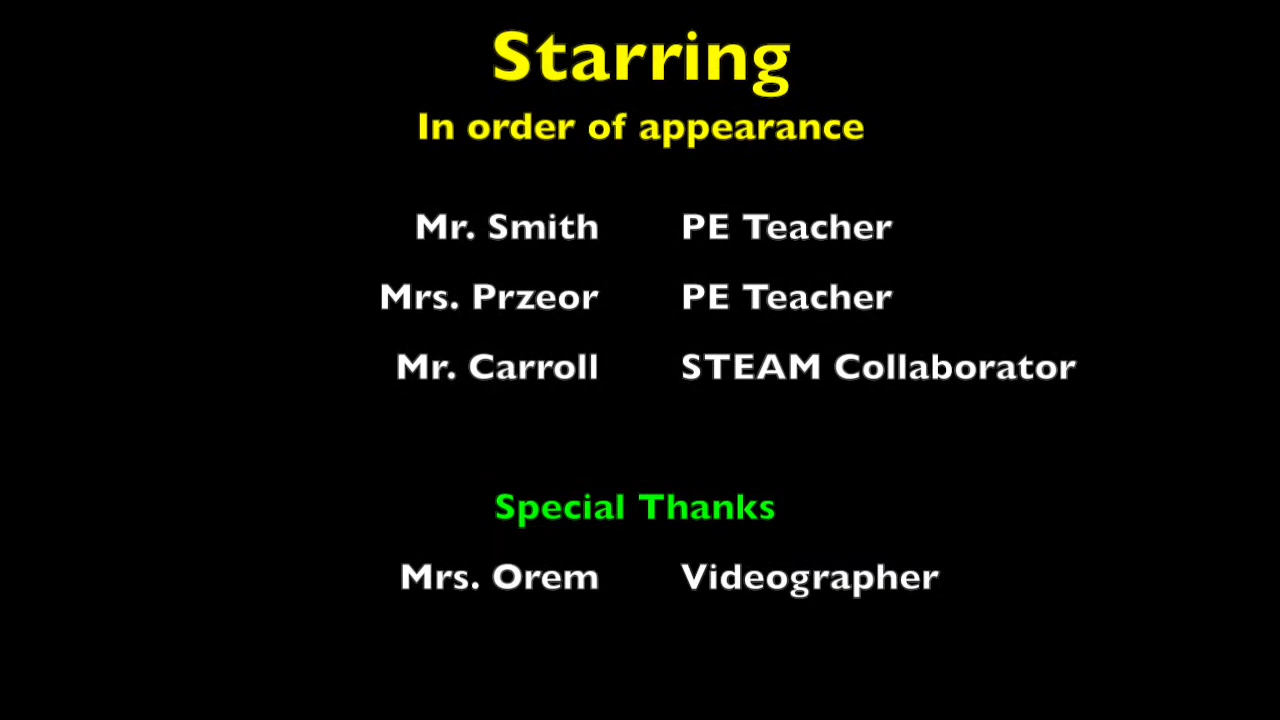 Starring
In order of appearance
Mr. Smith PE Teacher
Mrs. Przeor PE Teacher
Mr. Carroll STEAM Collaborator
Special Thanks
Mrs. Orem Videographer